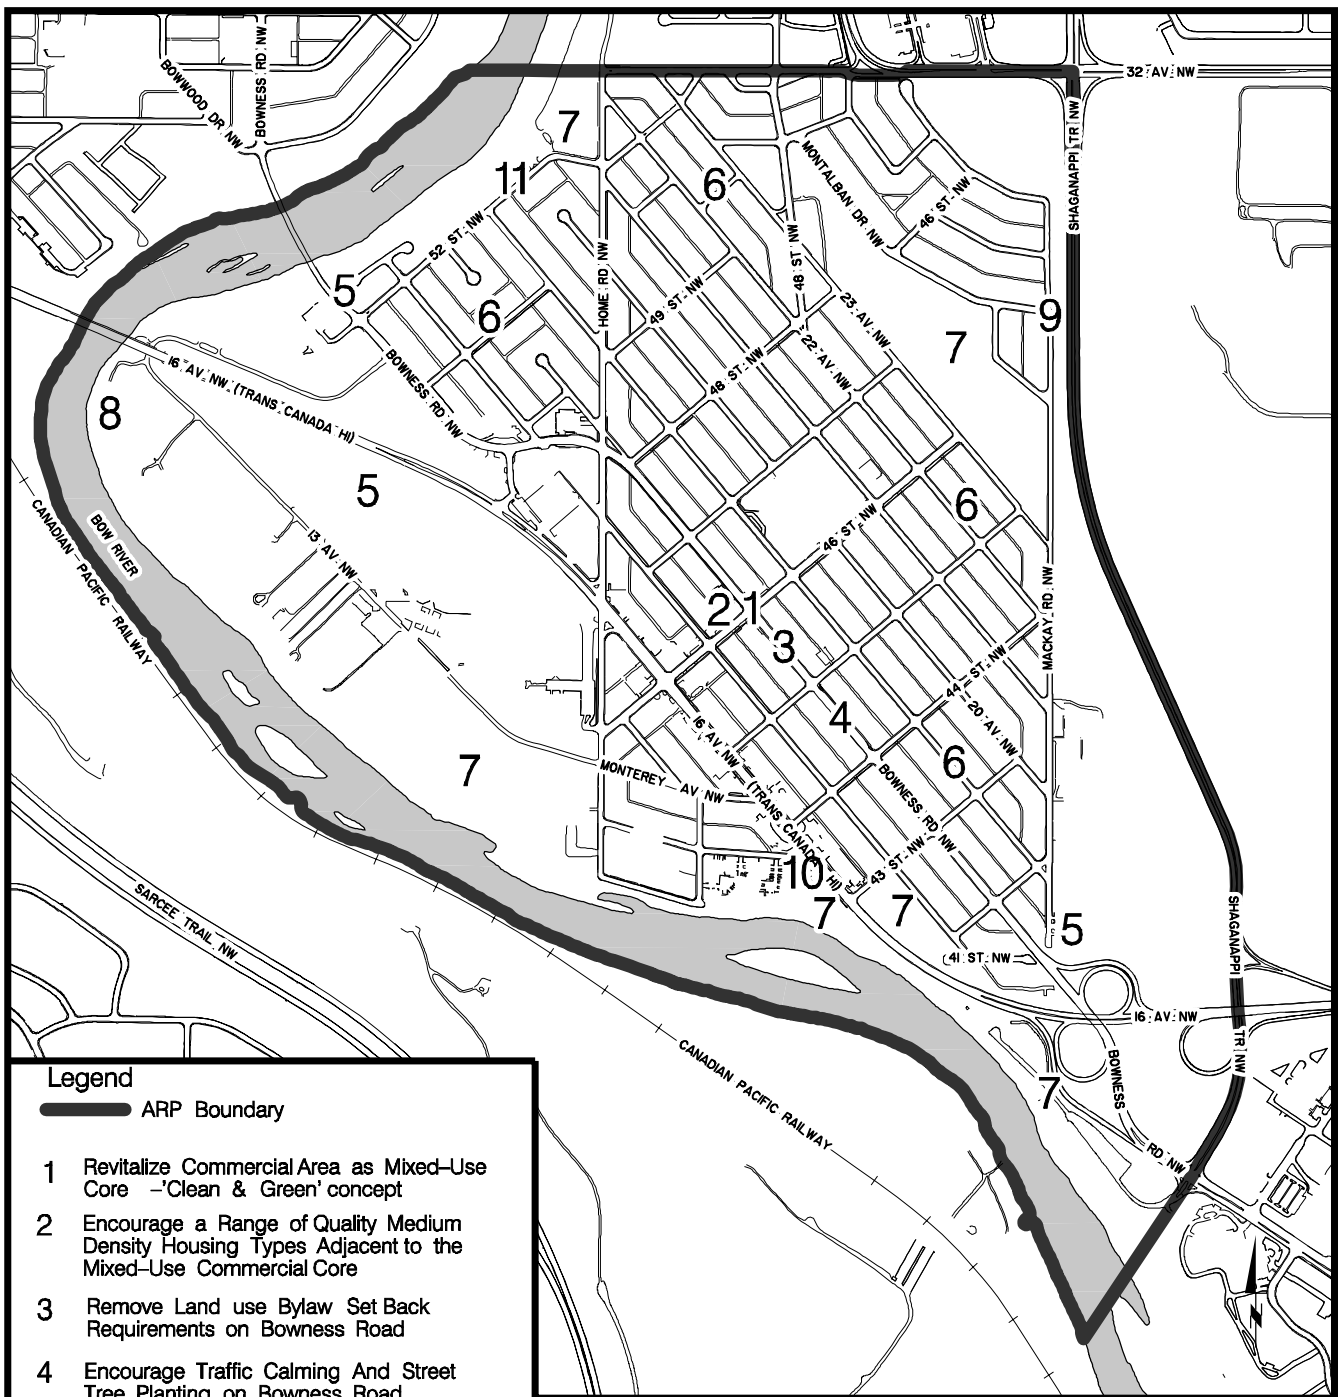 BOWWOOD DR NW
BOWNESS RD NW
32 AV NW
SHAGANAPPI TR NW
7
11
6
MONTALBAN DR NW
46 ST NW
52 ST NW
HOME RD NW
48 ST NW
5
6
49 ST NW
23 AV NW
9
7
22 AV NW
16 AV NW (TRANS CANADA HI)
BOWNESS RD NW
48 ST NW
8
5
6
CANADIAN PACIFIC RAILWAY
BOW RIVER
13 AV NW
46 ST NW
2
1
3
MACKAY RD NW
44 ST NW
20 AV NW
4
16 AV NW (TRANS CANADA HI)
6
7
MONTEREY AV NW
BOWNESS RD NW
43 ST NW
10
7
7
5
SARCEE TRAIL NW
SHAGANAPPI TR NW
41 ST NW
16 AV NW
CANADIAN PACIFIC RAILWAY
7
BOWNESS RD NW
Legend
ARP Boundary
1 Revitalize Commercial Area as Mixed–Use
Core –'Clean & Green' concept
2 Encourage a Range of Quality Medium
Density Housing Types Adjacent to the
Mixed–Use Commercial Core
3 Remove Land use Bylaw Set Back
Requirements on Bowness Road
4 Encourage Traffic Calming And Street
Tree Planting on Bowness Road